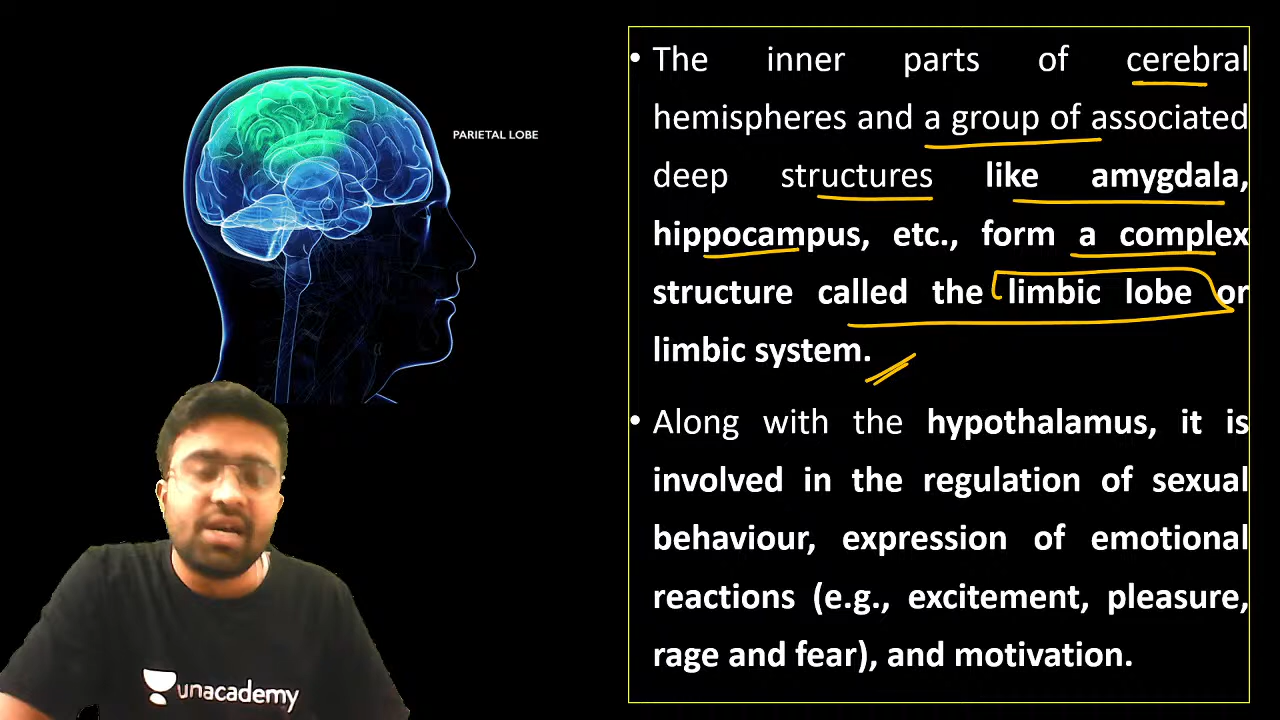 PARIETAL LOBE
• The inner parts of cerebral
hemispheres and a group of associated
deep structures like amygdala,
hippocampus, etc., form a complex
structure called the limbic lobe or
limbic system.
• Along with the hypothalamus, it is
involved in the regulation of sexual
behaviour, expression of emotional
reactions (e.g., excitement, pleasure,
rage and fear), and motivation.
unacademy